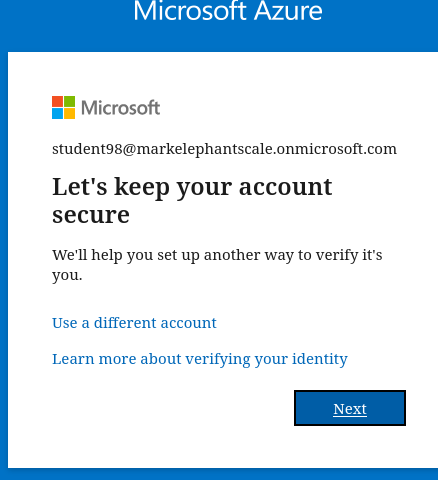 Microsoft Azure
Microsoft
student98@markelephantscale.onmicrosoft.com
Let's keep your account
secure
We'll help you set up another way to verify it's
you.
Use a different account
Learn more about verifying your identity
Next